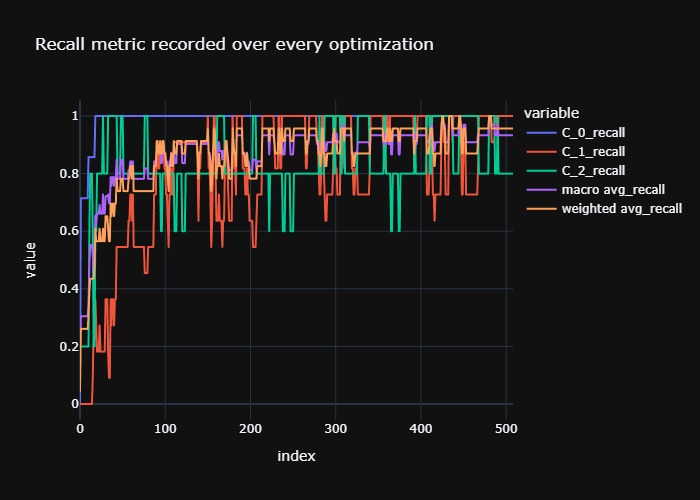 Recall metric recorded over every optimization
variable
C_0_recall
C_1_recall
C_2_recall
macro avg_recall
weighted avg_recall
value
1
0.8
0.6
0.4
0.2
0
0 100 200 300 400 500
index